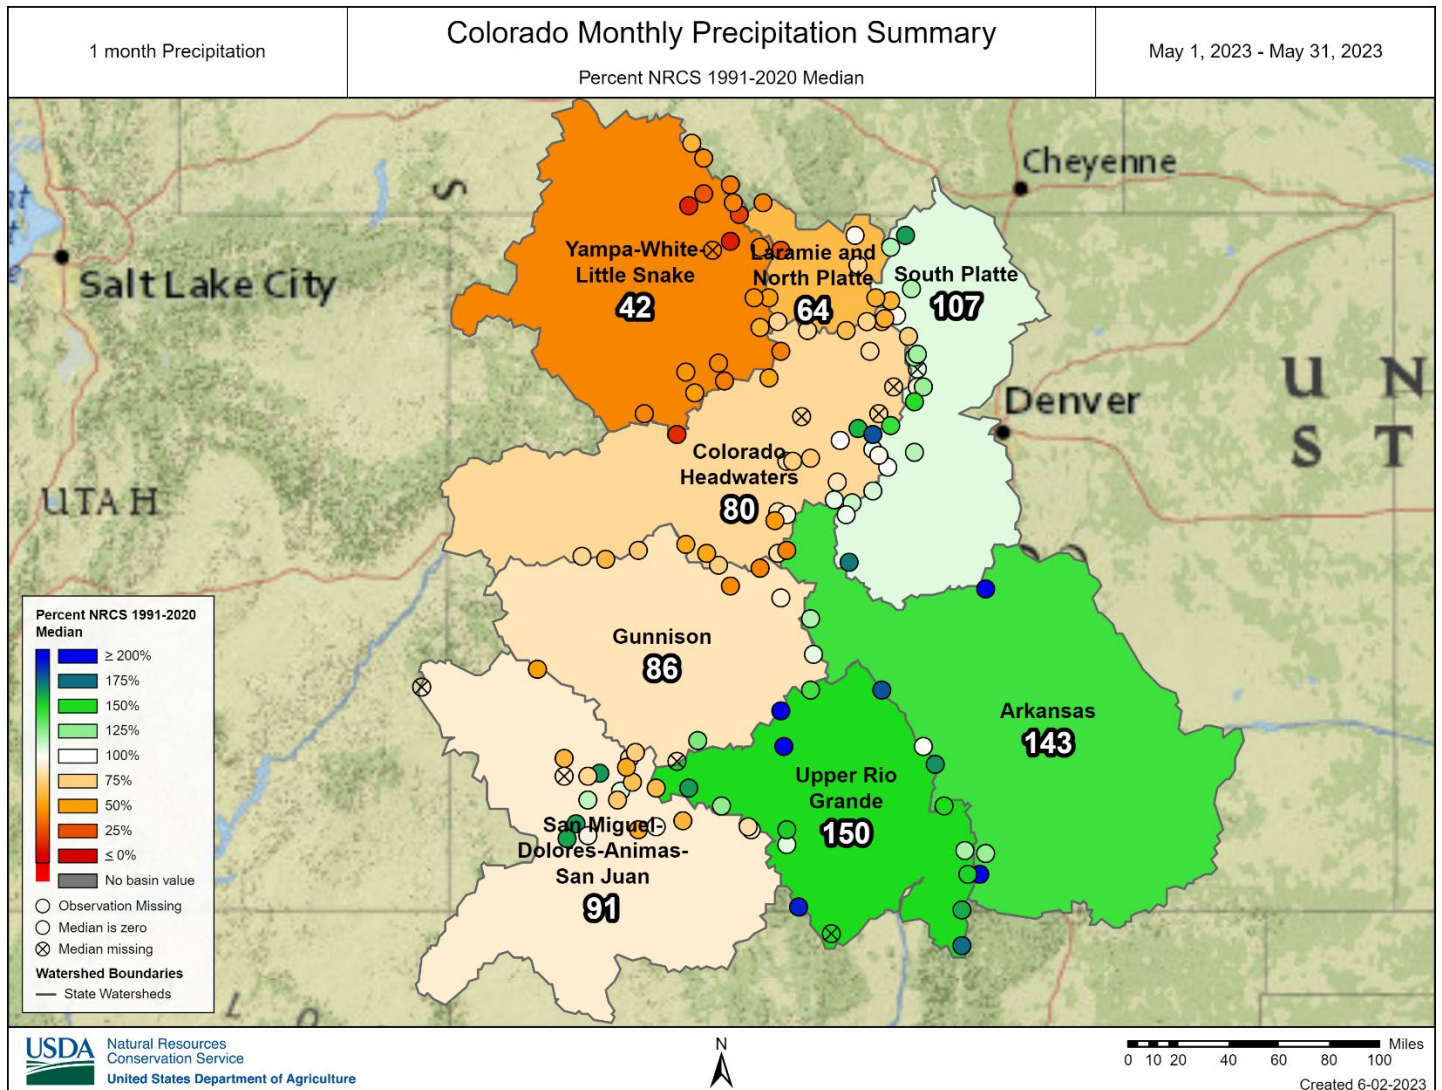 1 month Precipitation
Colorado Monthly Precipitation Summary
Percent NRCS 1991-2020 Median
May 1, 2023 - May 31, 2023
Cheyenne
Salt Lake City
Yampa-White-
Little Snake
42
Laramie and
North Platte
64
South Platte
107
U N
S T
Denver
UTAH
Colorado
Headwaters
80
Gunnison
86
Arkansas
143
Upper Rio
Grande
150
San Miguel-
Dolores-Animas-
San Juan
91
Percent NRCS 1991-2020
Median
≥ 200%
175%
150%
125%
100%
75%
50%
25%
≤ 0%
No basin value
Observation Missing
Median is zero
Median missing
Watershed Boundaries
State Watersheds
L O
USDA
Natural Resources
Conservation Service
United States Department of Agriculture
N
Miles
0 10 20 40 60 80 100
Created 6-02-2023